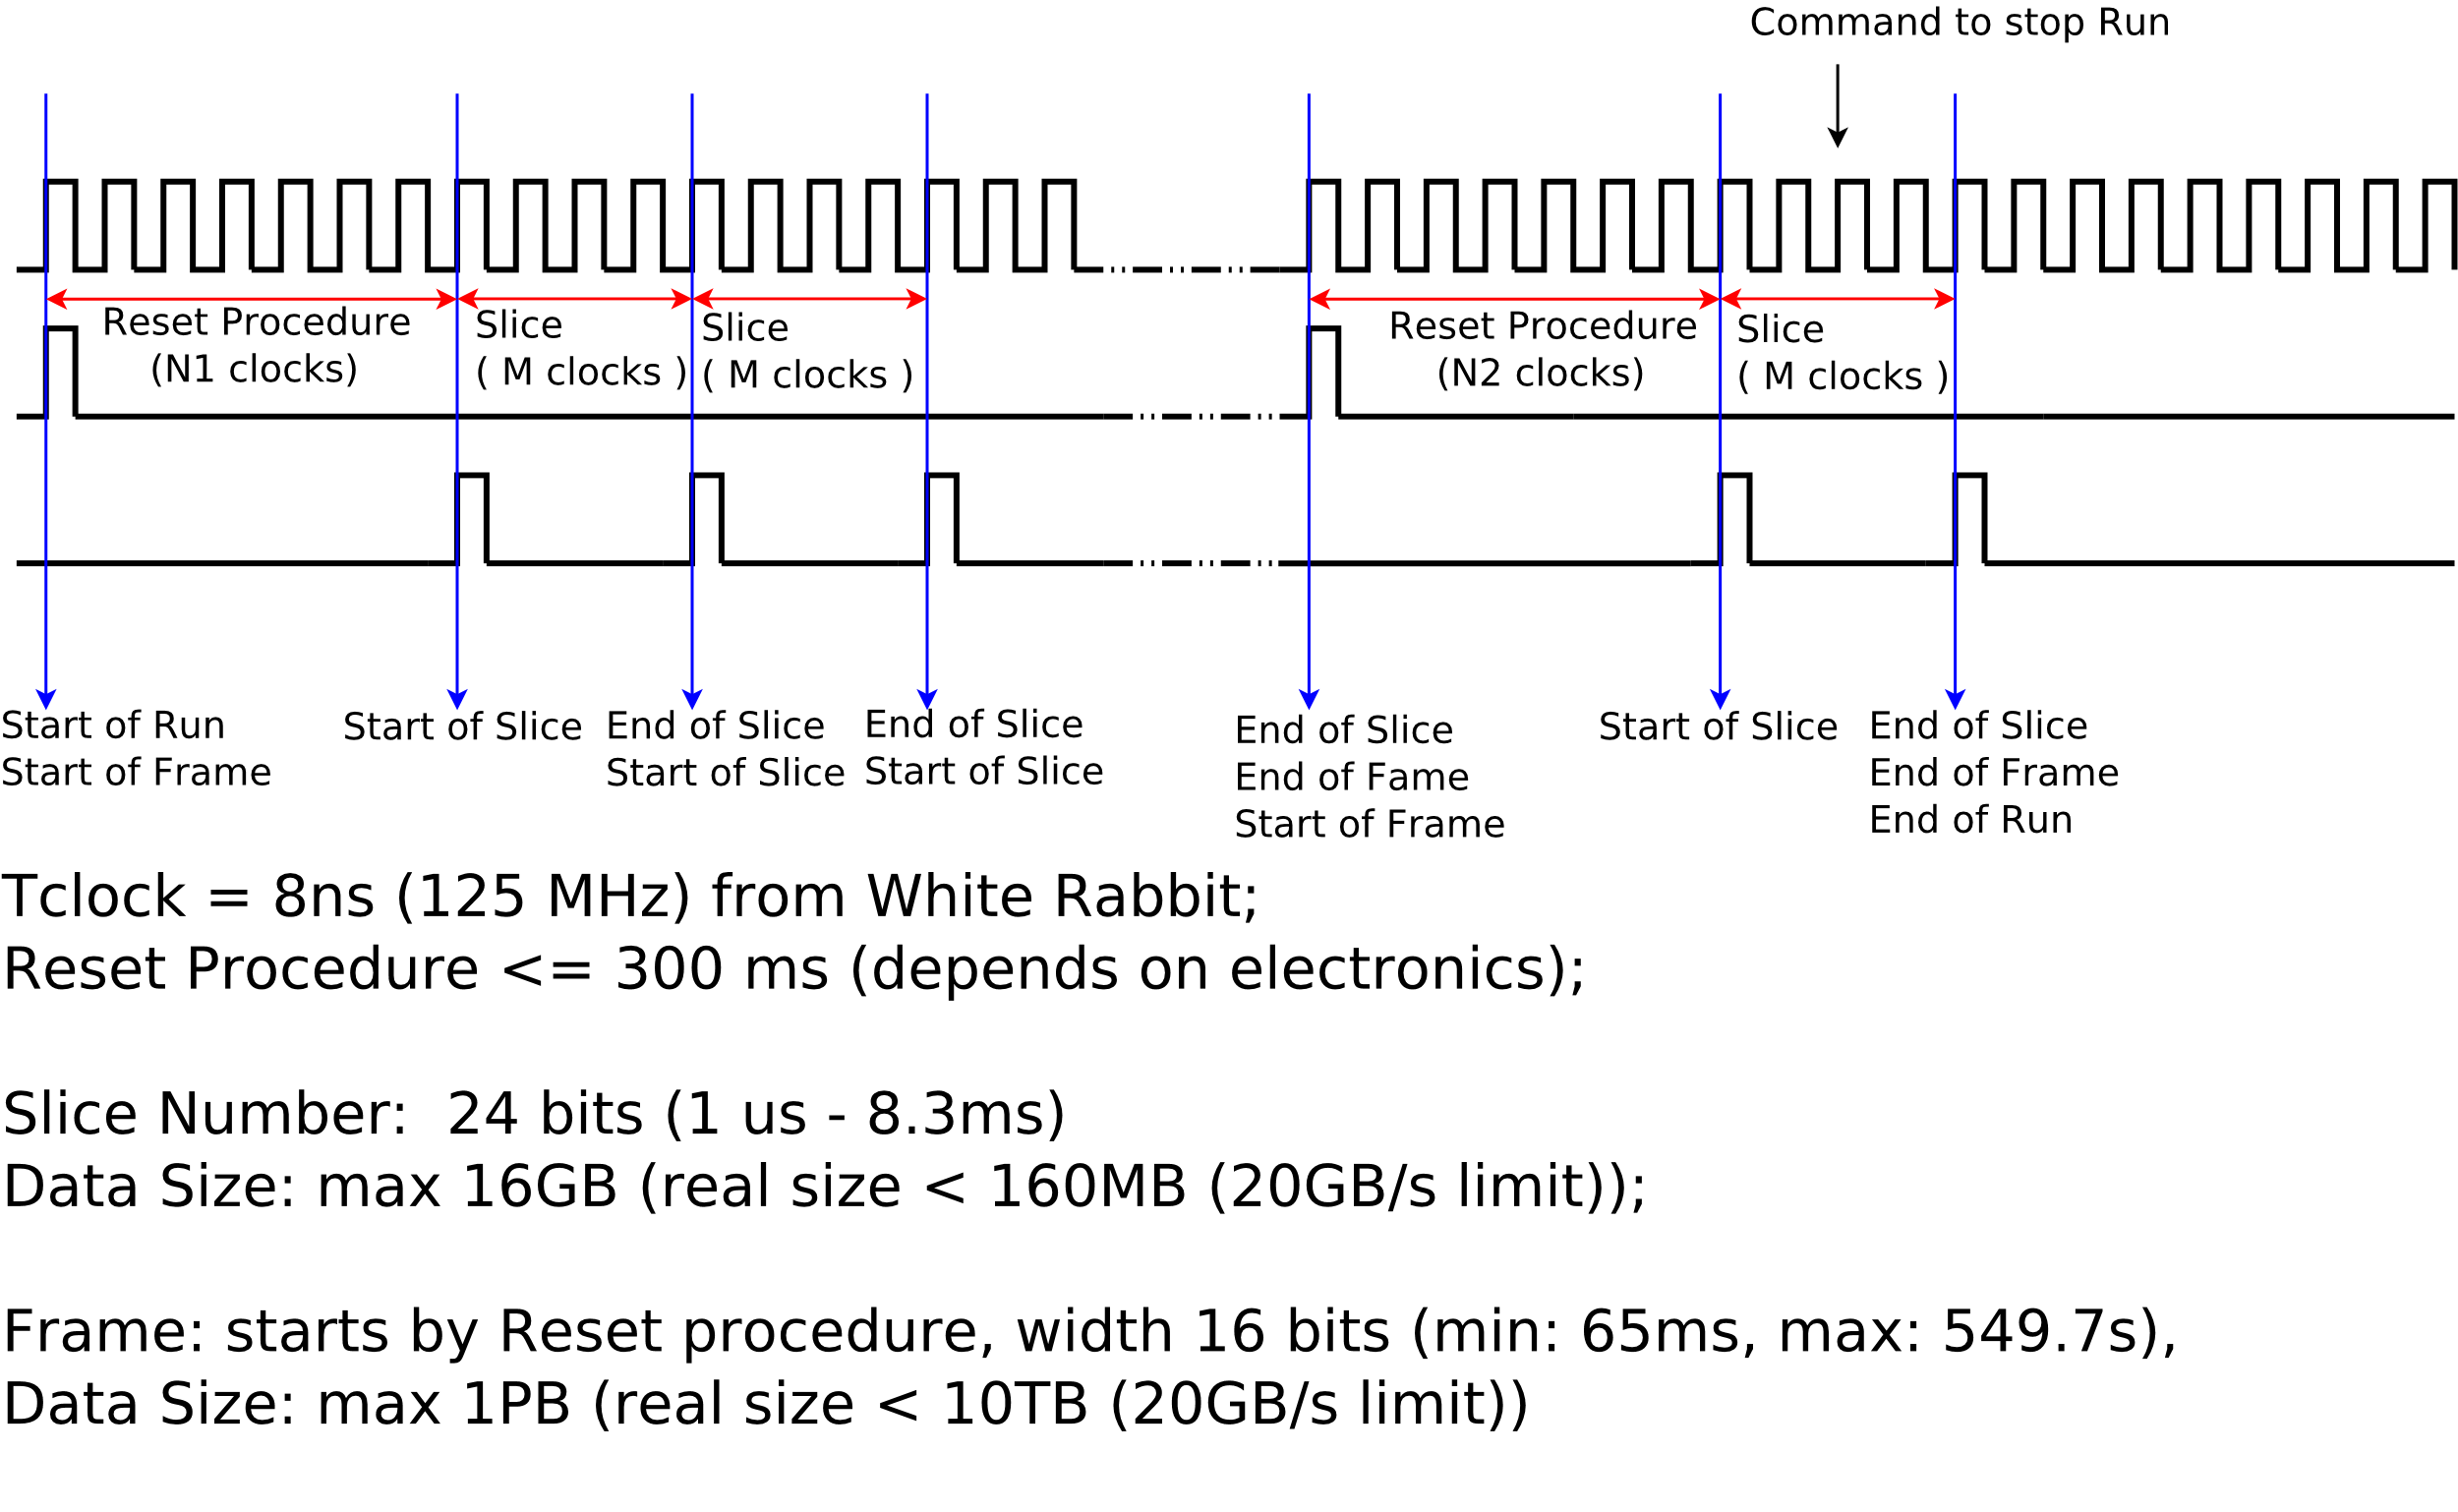 Command to stop Run
Reset Procedure
(N1 clocks)
Slice
( M clocks )
Slice
( M clocks )
Reset Procedure
(N2 clocks)
Slice
( M clocks )
Start of Run
Start of Frame
Start of Slice
End of Slice
Start of Slice
End of Slice
Start of Slice
End of Slice
End of Fame
Start of Frame
Start of Slice
End of Slice
End of Frame
End of Run
Tclock = 8ns (125 MHz) from White Rabbit;
Reset Procedure <= 300 ms (depends on electronics);
Slice Number:  24 bits (1 us - 8.3ms)
Data Size: max 16GB (real size < 160MB (20GB/s limit));
Frame: starts by Reset procedure, width 16 bits (min: 65ms, max: 549.7s),
Data Size: max 1PB (real size < 10TB (20GB/s limit))